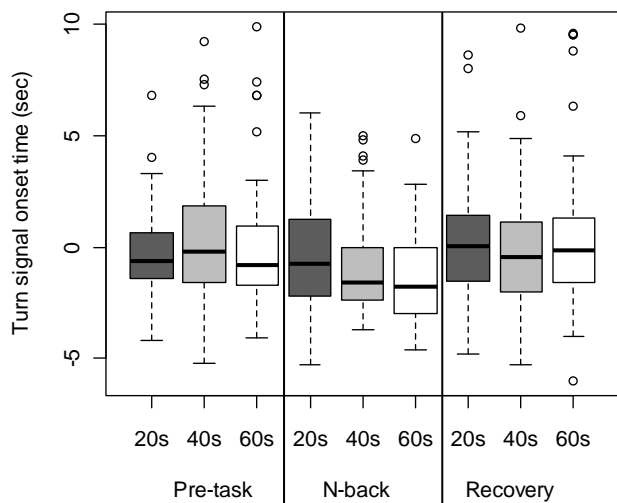 Turn signal onset time (sec)
10
5
0
-5
20s 40s 60s 20s 40s 60s 20s 40s 60s
Pre-task N-back Recovery